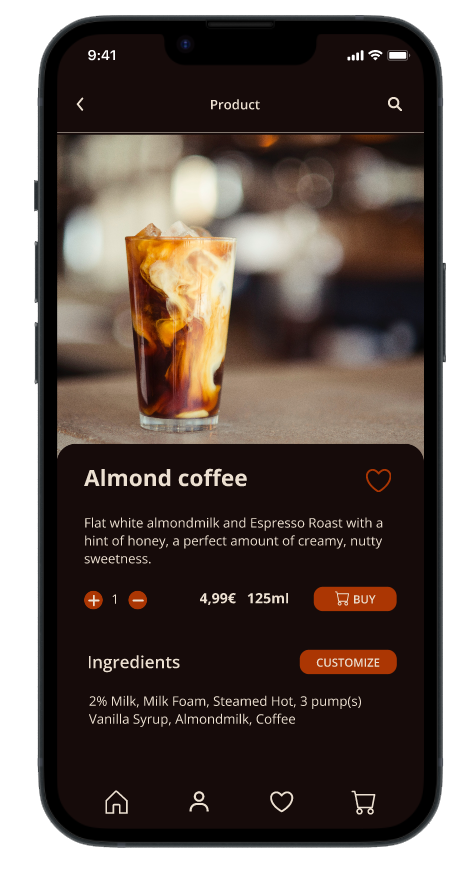 9:41
Product
Almond coffee
Flat white almondmilk and Espresso Roast with a
hint of honey, a perfect amount of creamy, nutty
sweetness.
1 4,99€ 125ml BUY
Ingredients CUSTOMIZE
2% Milk, Milk Foam, Steamed Hot, 3 pump(s)
Vanilla Syrup, Almondmilk, Coffee